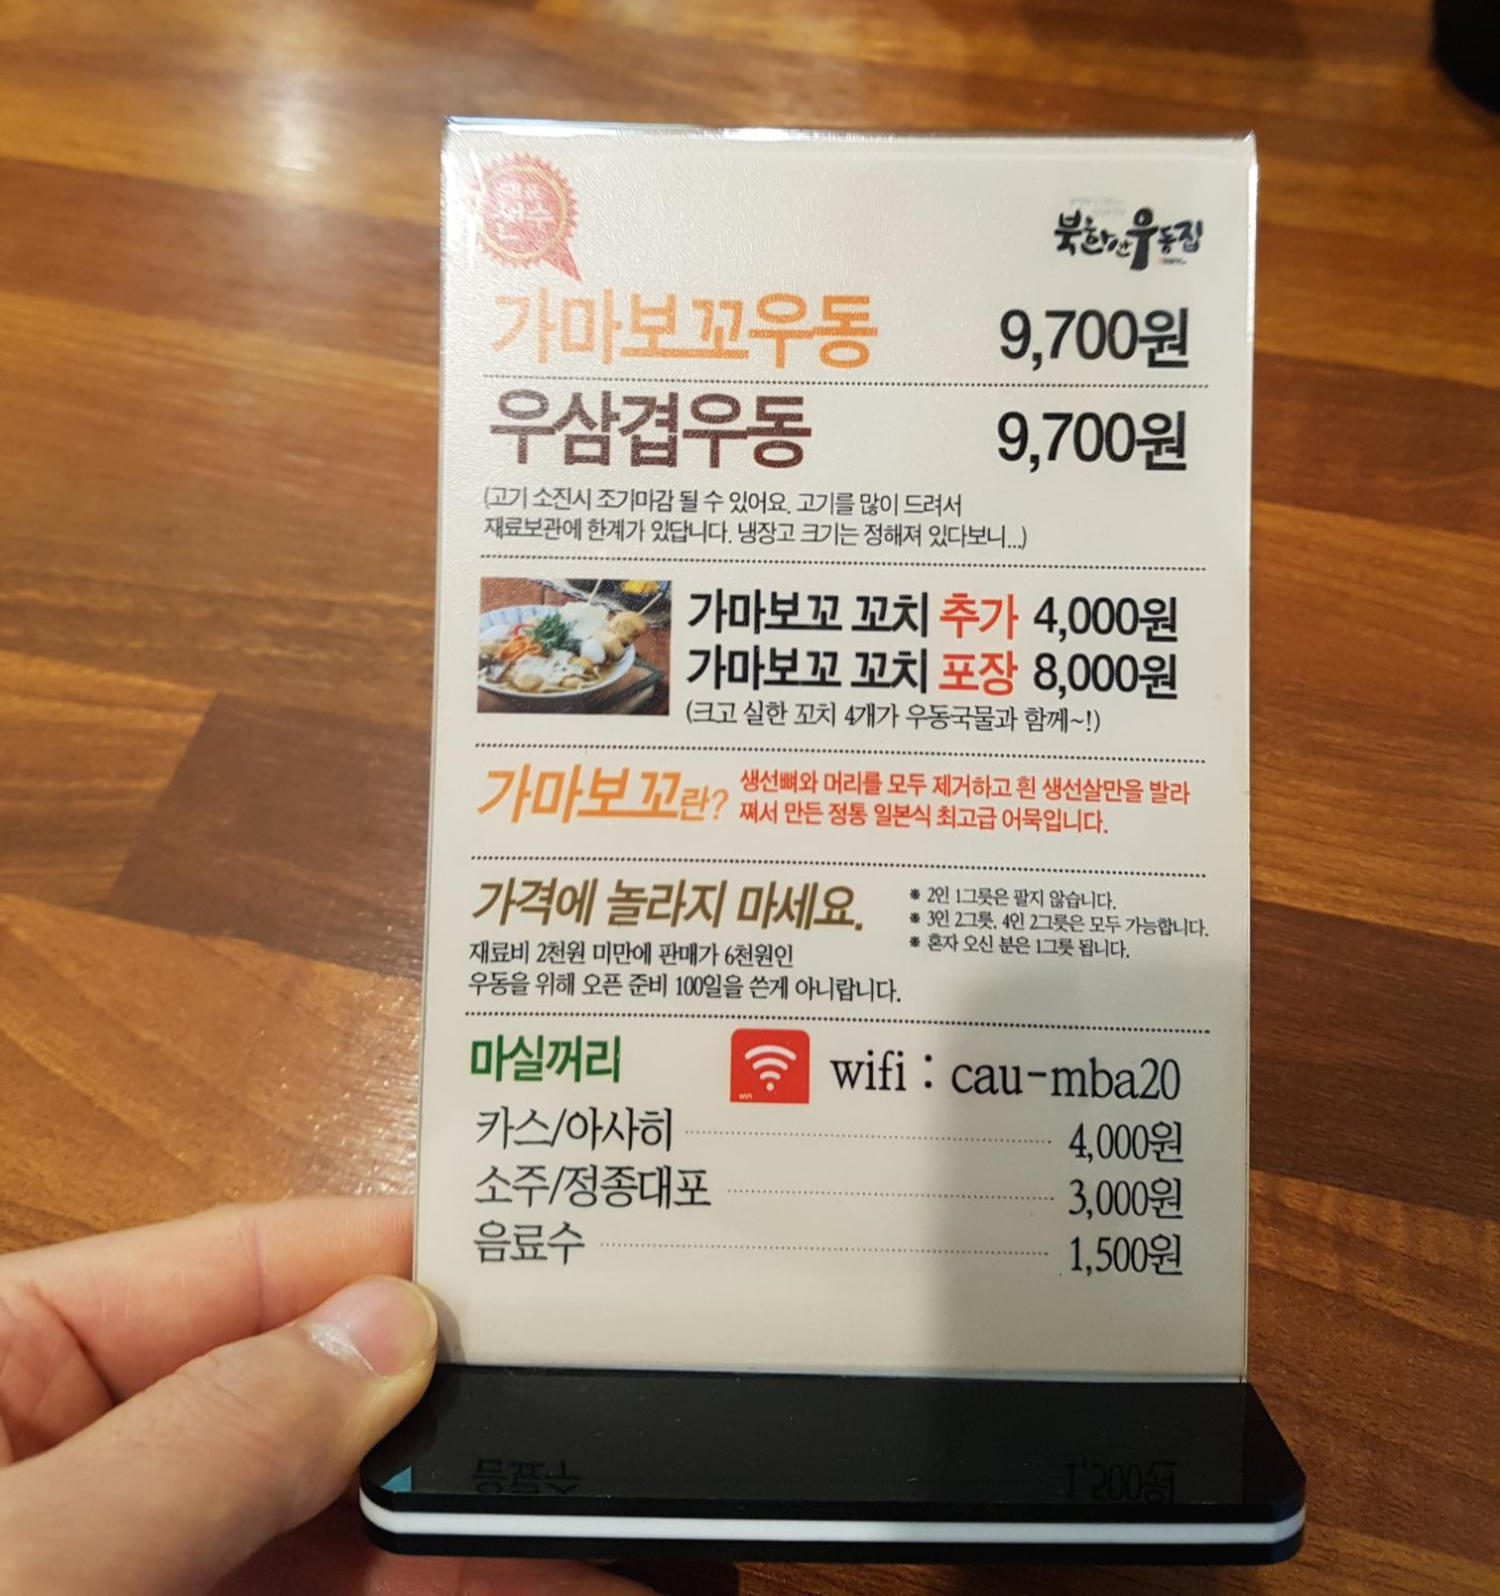 북한산우동집
가마보꼬우동 9,700원
우삼겹우동 9,700원
(고기 소진시 조기마감 될 수 있어요. 고기를 많이 드려서
재료보관에 한계가 있답니다. 냉장고 크기는 정해져 있다보니...)
가마보꼬 꼬치 추가 4,000원
가마보꼬 꼬치 포장 8,000원
(크고 실한 꼬치 4개가 우동국물과 함께~!)
가마보꼬란? 생선뼈와 머리를 모두 제거하고 흰 생선살만을 발라
쪄서 만든 정통 일본식 최고급 어묵입니다.
가격에 놀라지 마세요.
재료비 2천원 미만에 판매가 6천원인
우동을 위해 오픈 준비 100일을 쓴게 아니랍니다.
※ 2인 1그릇은 팔지 않습니다.
※ 3인 2그릇, 4인 2그릇은 모두 가능합니다.
※ 혼자 오신 분은 1그릇 됩니다.
마실꺼리 wifi : cau-mba20
카스/아사히 4,000원
소주/정종대포 3,000원
음료수 1,500원